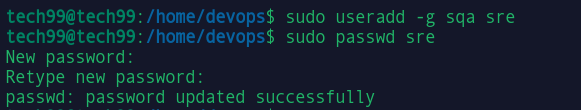 tech99@tech99:/home/devops$ sudo useradd -g sqa sre
tech99@tech99:/home/devops$ sudo passwd sre
New password:
Retype new password:
passwd: password updated successfully